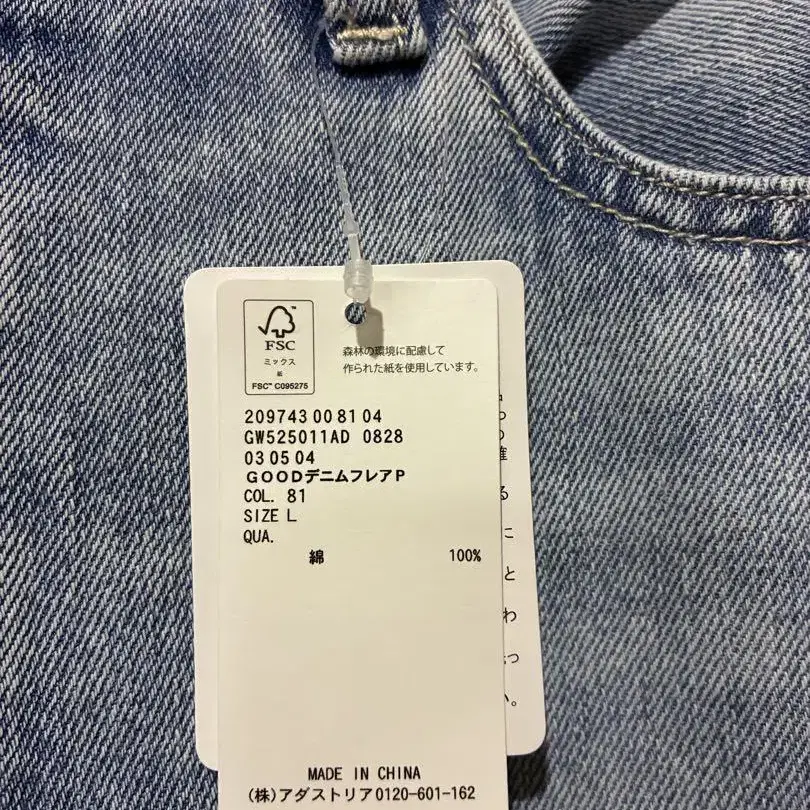 FSC
ミックス
紙
FSC™ C095275
森林の環境に配慮して
作られた紙を使用しています。
209743 00 81 04
GW525011AD 0828
03 05 04
GOODデニムフレアP
COL. 81
SIZE L
QUA.
綿 100%
MADE IN CHINA
(株)アダストリア0120-601-162